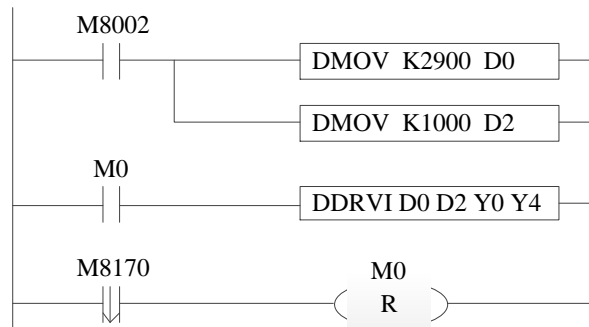 M8002
DMOV K2900 D0
DMOV K1000 D2
M0
DDRVI D0 D2 Y0 Y4
M8170
M0
R